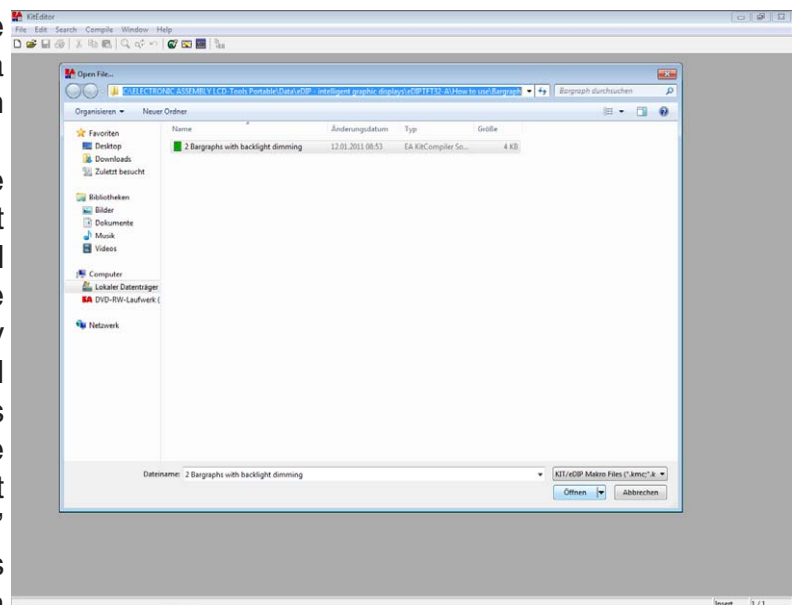 KitEditor
File Edit Search Compile Window Help
Open File...
C:\ELECTRONIC ASSEMBLY LCD-Tools Portable\Data\eDIP - intelligent graphic displays\eDIPTFT32-A\How to use\Bargraph
Bargraph durchsuchen
Organisieren Neuer Ordner
Name Änderungsdatum Typ Größe
2 Bargraphs with backlight dimming 12.01.2011 08:53 EA KitCompiler So... 4 KB
Favoriten
Desktop
Downloads
Zuletzt besucht
Bibliotheken
Bilder
Dokumente
Musik
Videos
Computer
Lokaler Datenträger
DVD-RW-Laufwerk (
Netzwerk
Dateiname: 2 Bargraphs with backlight dimming
KIT/eDIP Makro Files (*.kmc;*.k
Öffnen Abbrechen
Insert 1 / 1